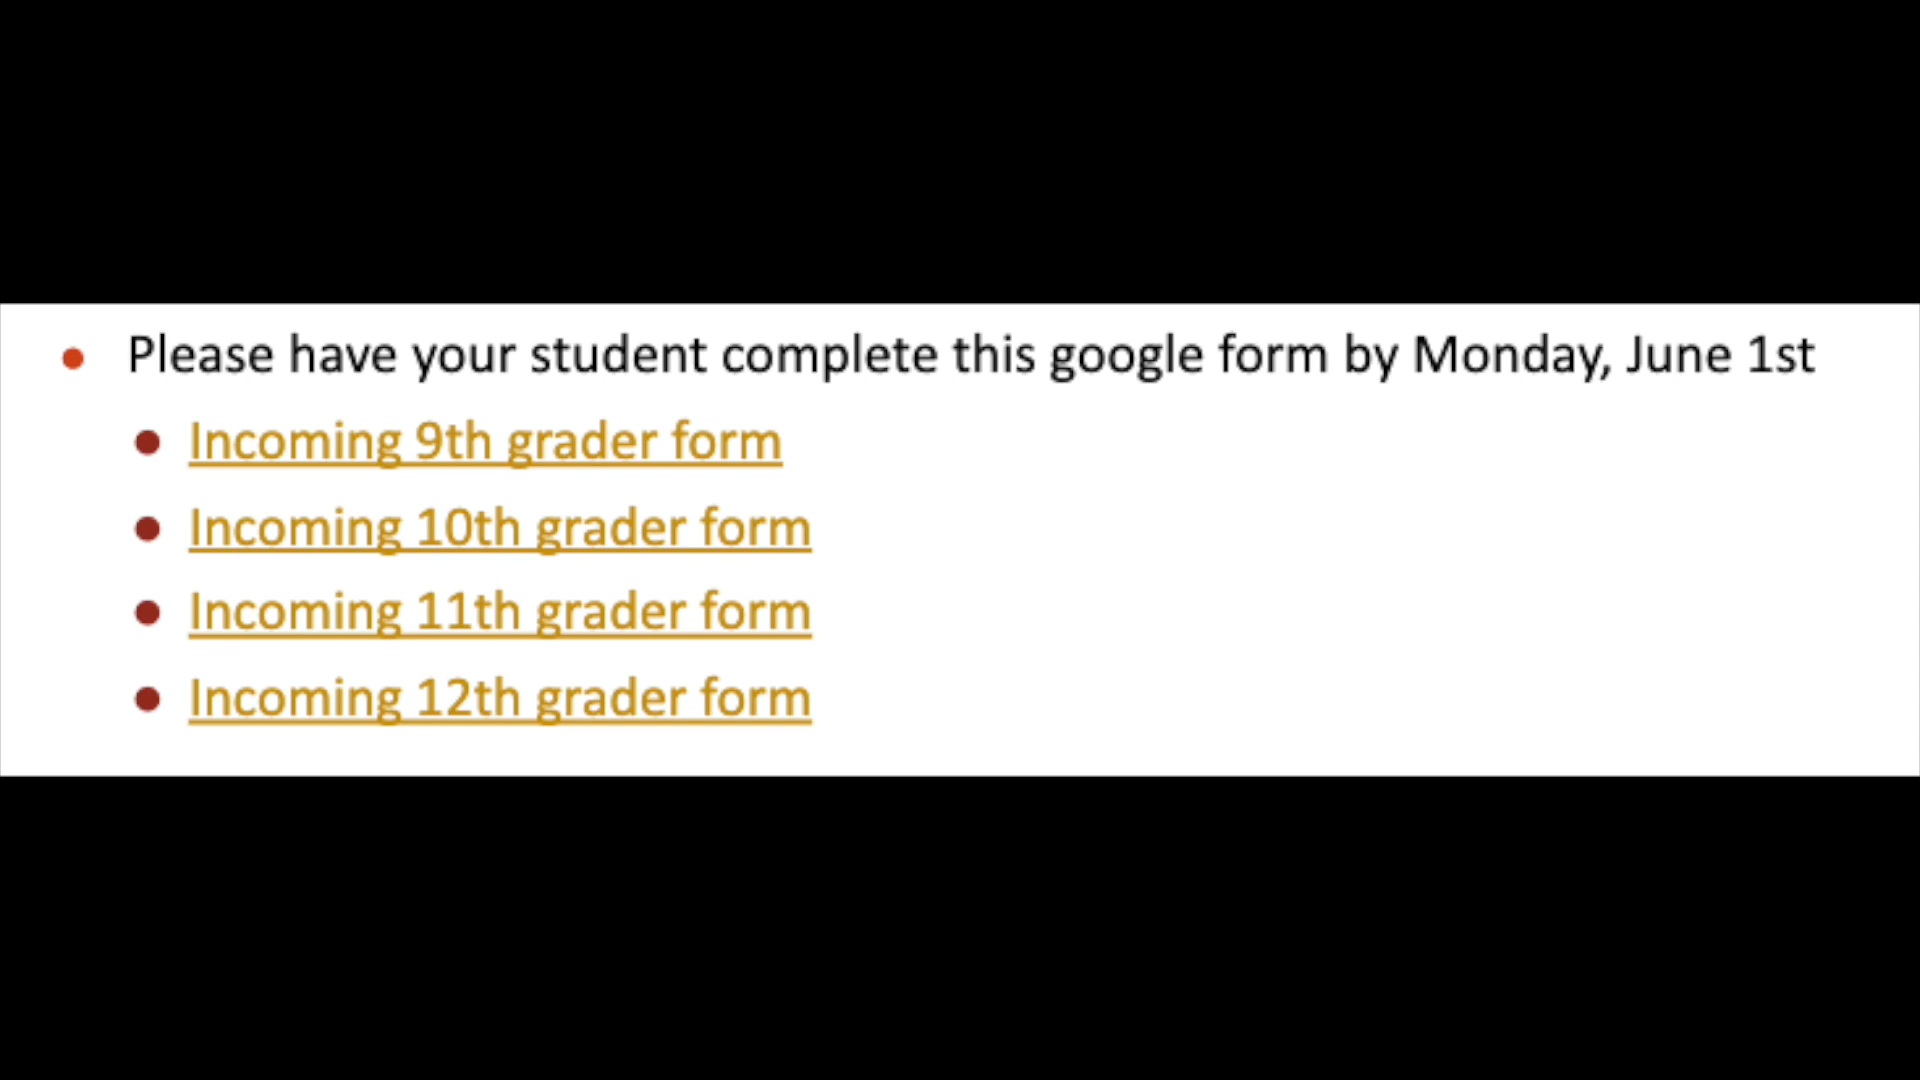 Please have your student complete this google form by Monday, June 1st
Incoming 9th grader form
Incoming 10th grader form
Incoming 11th grader form
Incoming 12th grader form